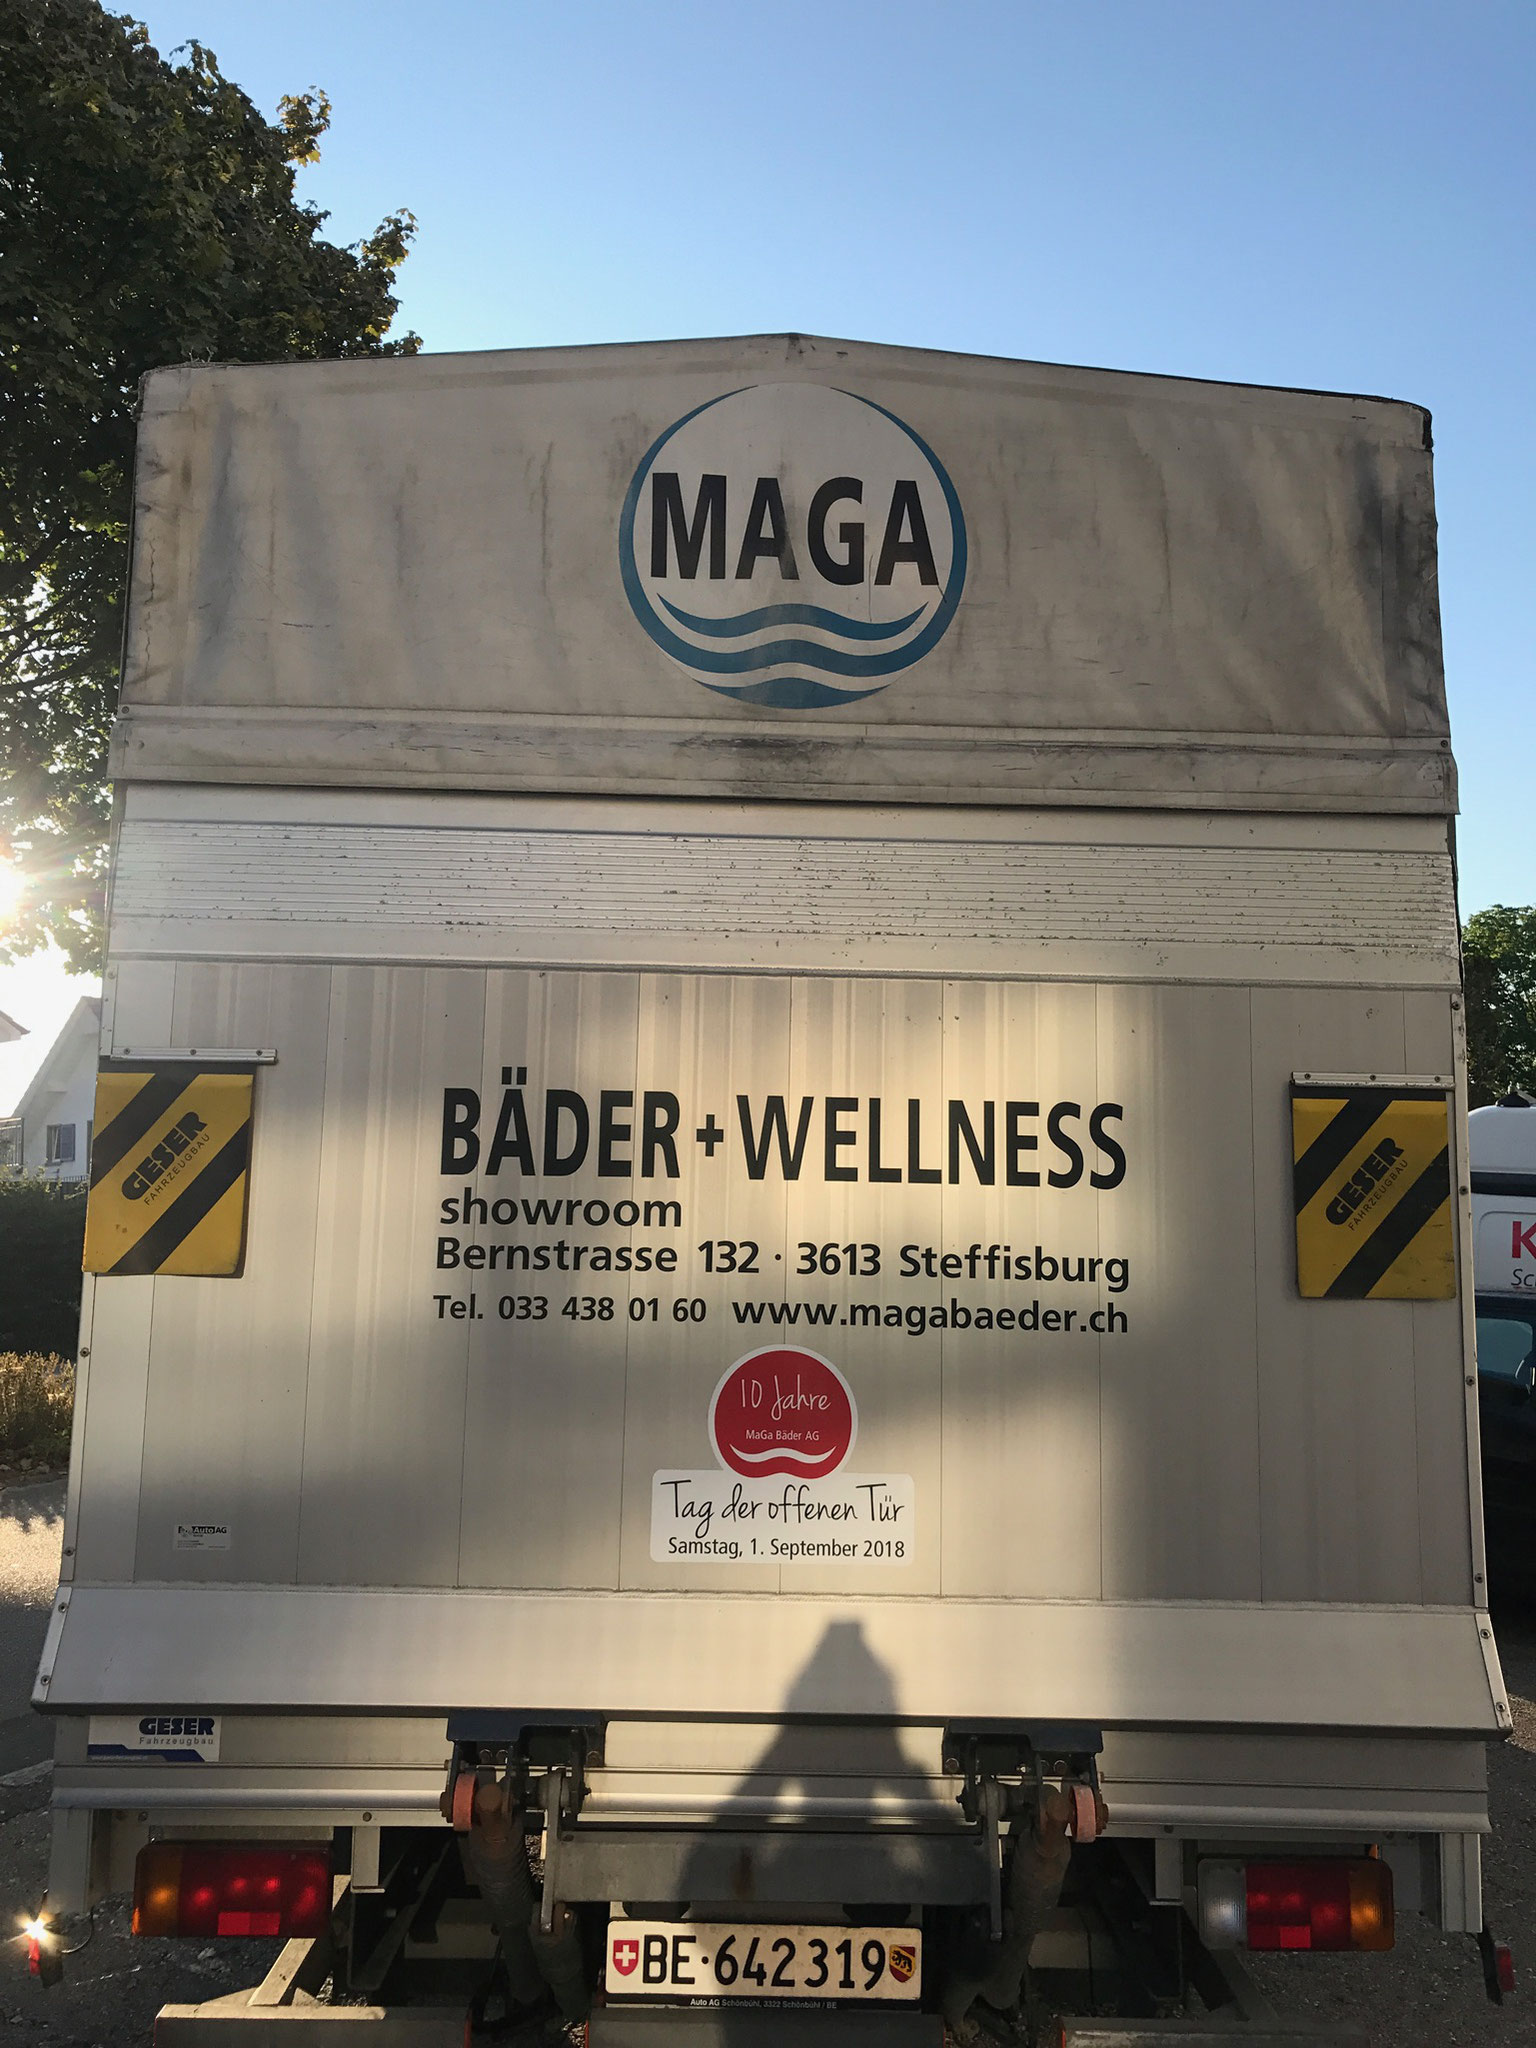 MAGA
BÄDER + WELLNESS
showroom
Bernstrasse 132 · 3613 Steffisburg
Tel. 033 438 01 60 www.magabaeder.ch
GESER
FAHRZEUGBAU
GESER
FAHRZEUGBAU
10 Jahre
MaGa Bäder AG
Tag der offenen Tür
Samstag, 1. September 2018
Auto AG
GESER
Fahrzeugbau
BE·642319
Auto AG Schönbühl, 3322 Schönbühl / BE